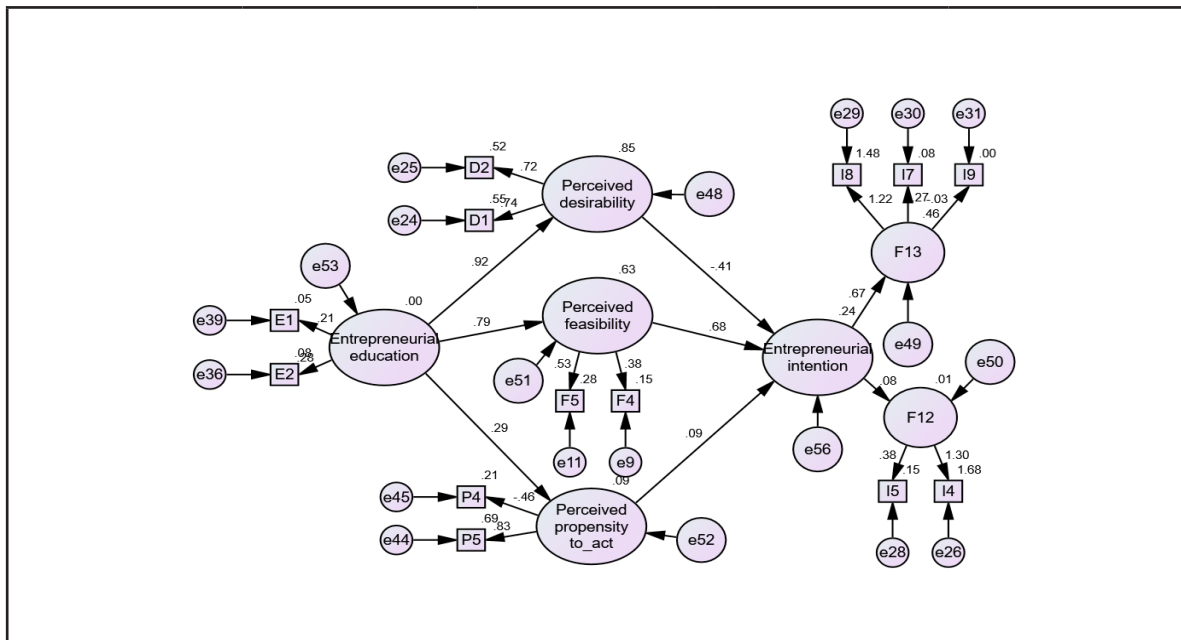 e29
e30
e31
1.48
.08
.00
I8
I7
I9
1.22
.27
-.03
.46
F13
.67
.24
e49
.52
.85
e25
D2
.72
Perceived
desirability
e48
.55
.74
e24
D1
.92
-.41
e53
.63
.00
Perceived
feasibility
.05
e39
E1
.21
.79
.68
Entrepreneurial
education
Entrepreneurial
intention
.08
.28
e36
E2
e51
.53
.38
.28
.15
F5
F4
e50
.08
.01
F12
e11
e9
.29
.09
e56
.38
1.30
.15
1.68
I5
I4
e28
e26
.21
.09
e45
P4
-.46
Perceived
propensity
to_act
.69
.83
e44
P5
e52